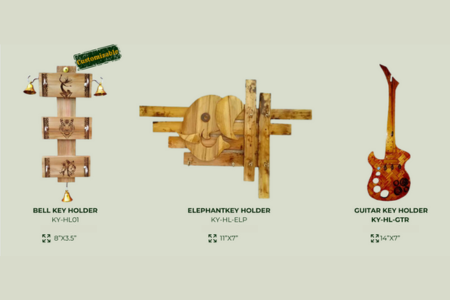 Customisable
BELL KEY HOLDER
KY-HL01
8"X3.5"
ELEPHANTKEY HOLDER
KY-HL-ELP
11"X7"
GUITAR KEY HOLDER
KY-HL-GTR
14"X7"